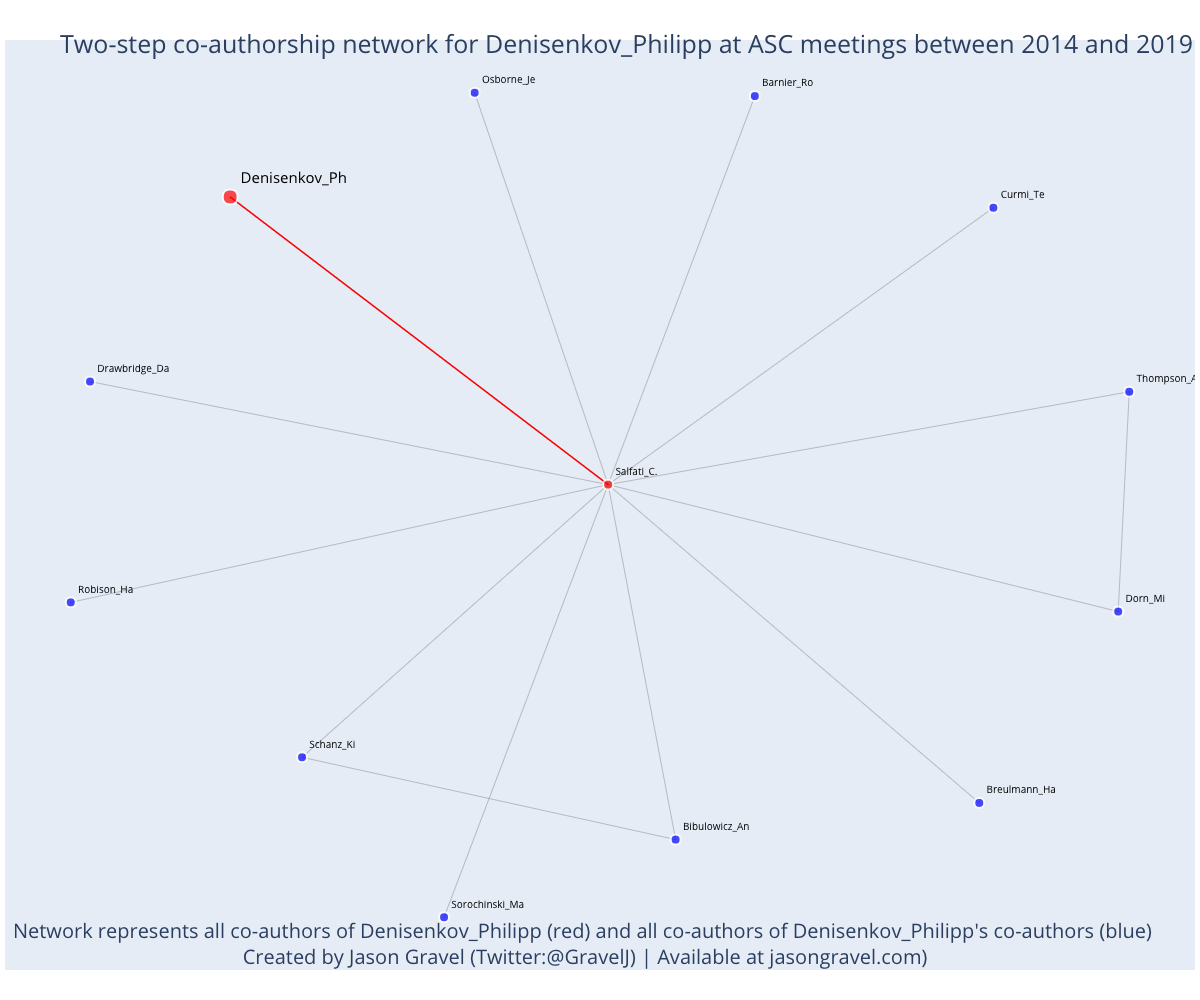 Two-step co-authorship network for Denisenkov_Philipp at ASC meetings between 2014 and 2019
Osborne_Je
Barnier_Ro
Denisenkov_Ph
Curmi_Te
Drawbridge_Da
Thompson_A
Salfati_C.
Robison_Ha
Dorn_Mi
Schanz_Ki
Breulmann_Ha
Bibulowicz_An
Sorochinski_Ma
Network represents all co-authors of Denisenkov_Philipp (red) and all co-authors of Denisenkov_Philipp's co-authors (blue)
Created by Jason Gravel (Twitter:@GravelJ) | Available at jasongravel.com)